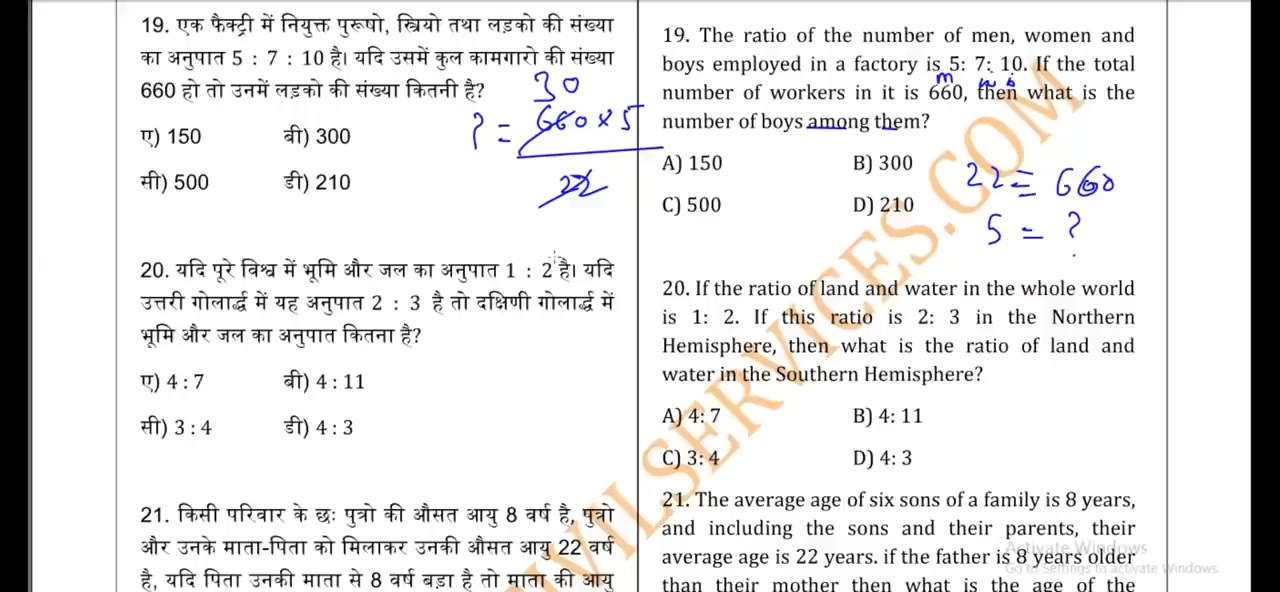 19. एक फैक्ट्री में नियुक्त पुरूषो, स्त्रियो तथा लड़को की संख्या
का अनुपात 5 : 7 : 10 है। यदि उसमें कुल कामगारो की संख्या
660 हो तो उनमें लड़को की संख्या कितनी है?
ए) 150 बी) 300
सी) 500 डी) 210
30
? = 660 × 5
22
20. यदि पूरे विश्व में भूमि और जल का अनुपात 1 : 2 है। यदि
उत्तरी गोलार्द्ध में यह अनुपात 2 : 3 है तो दक्षिणी गोलार्द्ध में
भूमि और जल का अनुपात कितना है?
ए) 4 : 7 बी) 4 : 11
सी) 3 : 4 डी) 4 : 3
21. किसी परिवार के छः पुत्रो की औसत आयु 8 वर्ष है, पुत्रो
और उनके माता-पिता को मिलाकर उनकी औसत आयु 22 वर्ष
है, यदि पिता उनकी माता से 8 वर्ष बड़ा है तो माता की आयु
19. The ratio of the number of men, women and
boys employed in a factory is 5: 7: 10. If the total
m
number of workers in it is 660, then what is the
number of boys among them?
A) 150 B) 300
C) 500 D) 210
22 = 660
5 = ?
20. If the ratio of land and water in the whole world
is 1: 2. If this ratio is 2: 3 in the Northern
Hemisphere, then what is the ratio of land and
water in the Southern Hemisphere?
A) 4: 7 B) 4: 11
C) 3: 4 D) 4: 3
21. The average age of six sons of a family is 8 years,
and including the sons and their parents, their
average age is 22 years. if the father is 8 years older
than their mother then what is the age of the
IVILSERVICES.COM
Activate Windows
Go to Settings to activate Windows.